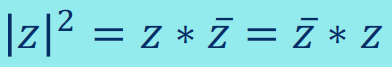 |z|² = z * z̄ = z̄ * z